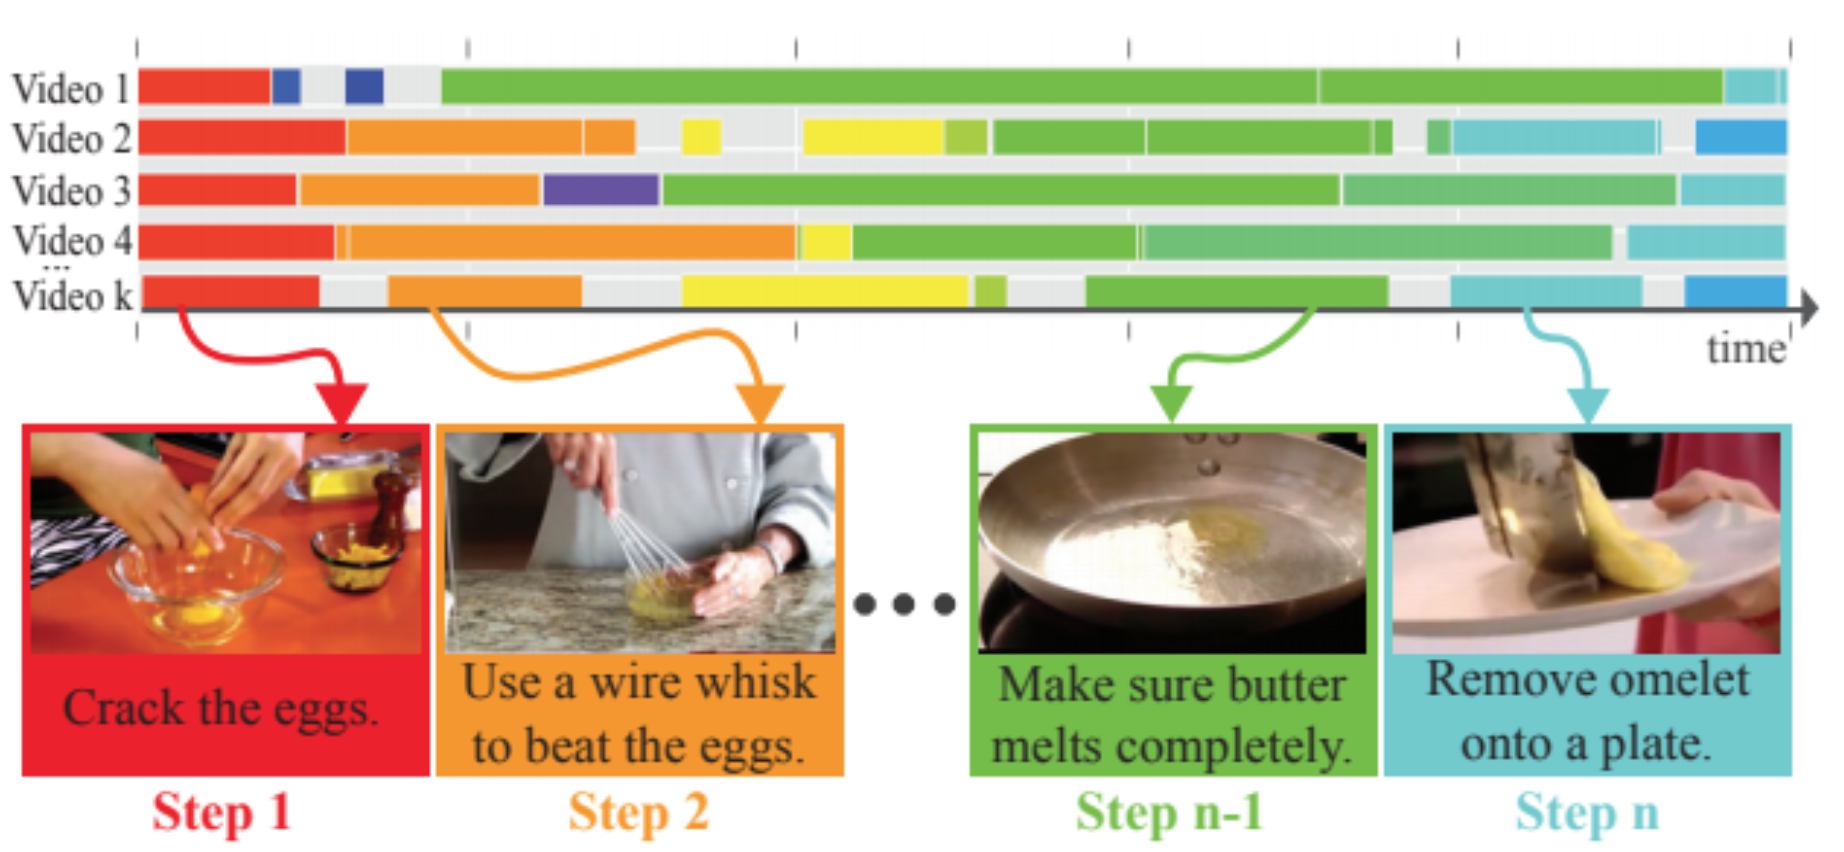 Video 1
Video 2
Video 3
Video 4
...
Video k
time
Crack the eggs.
Use a wire whisk
to beat the eggs.
Make sure butter
melts completely.
Remove omelet
onto a plate.
Step 1
Step 2
Step n-1
Step n